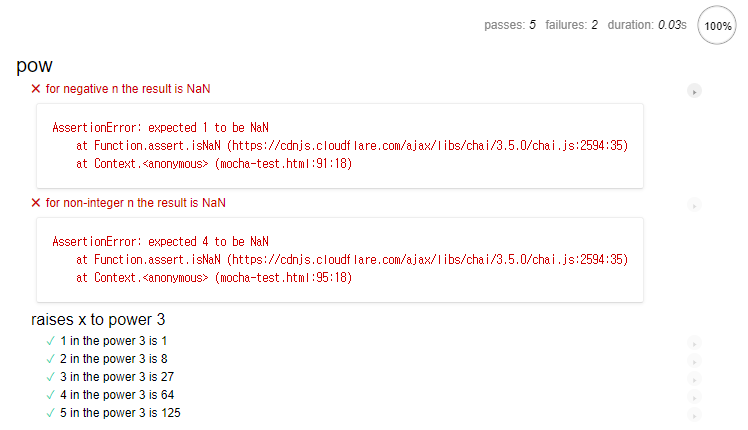 passes: 5 failures: 2 duration: 0.03s 100%
pow
✕ for negative n the result is NaN
AssertionError: expected 1 to be NaN
at Function.assert.isNaN (https://cdnjs.cloudflare.com/ajax/libs/chai/3.5.0/chai.js:2594:35)
at Context.<anonymous> (mocha-test.html:91:18)
✕ for non-integer n the result is NaN
AssertionError: expected 4 to be NaN
at Function.assert.isNaN (https://cdnjs.cloudflare.com/ajax/libs/chai/3.5.0/chai.js:2594:35)
at Context.<anonymous> (mocha-test.html:95:18)
raises x to power 3
✓ 1 in the power 3 is 1
✓ 2 in the power 3 is 8
✓ 3 in the power 3 is 27
✓ 4 in the power 3 is 64
✓ 5 in the power 3 is 125